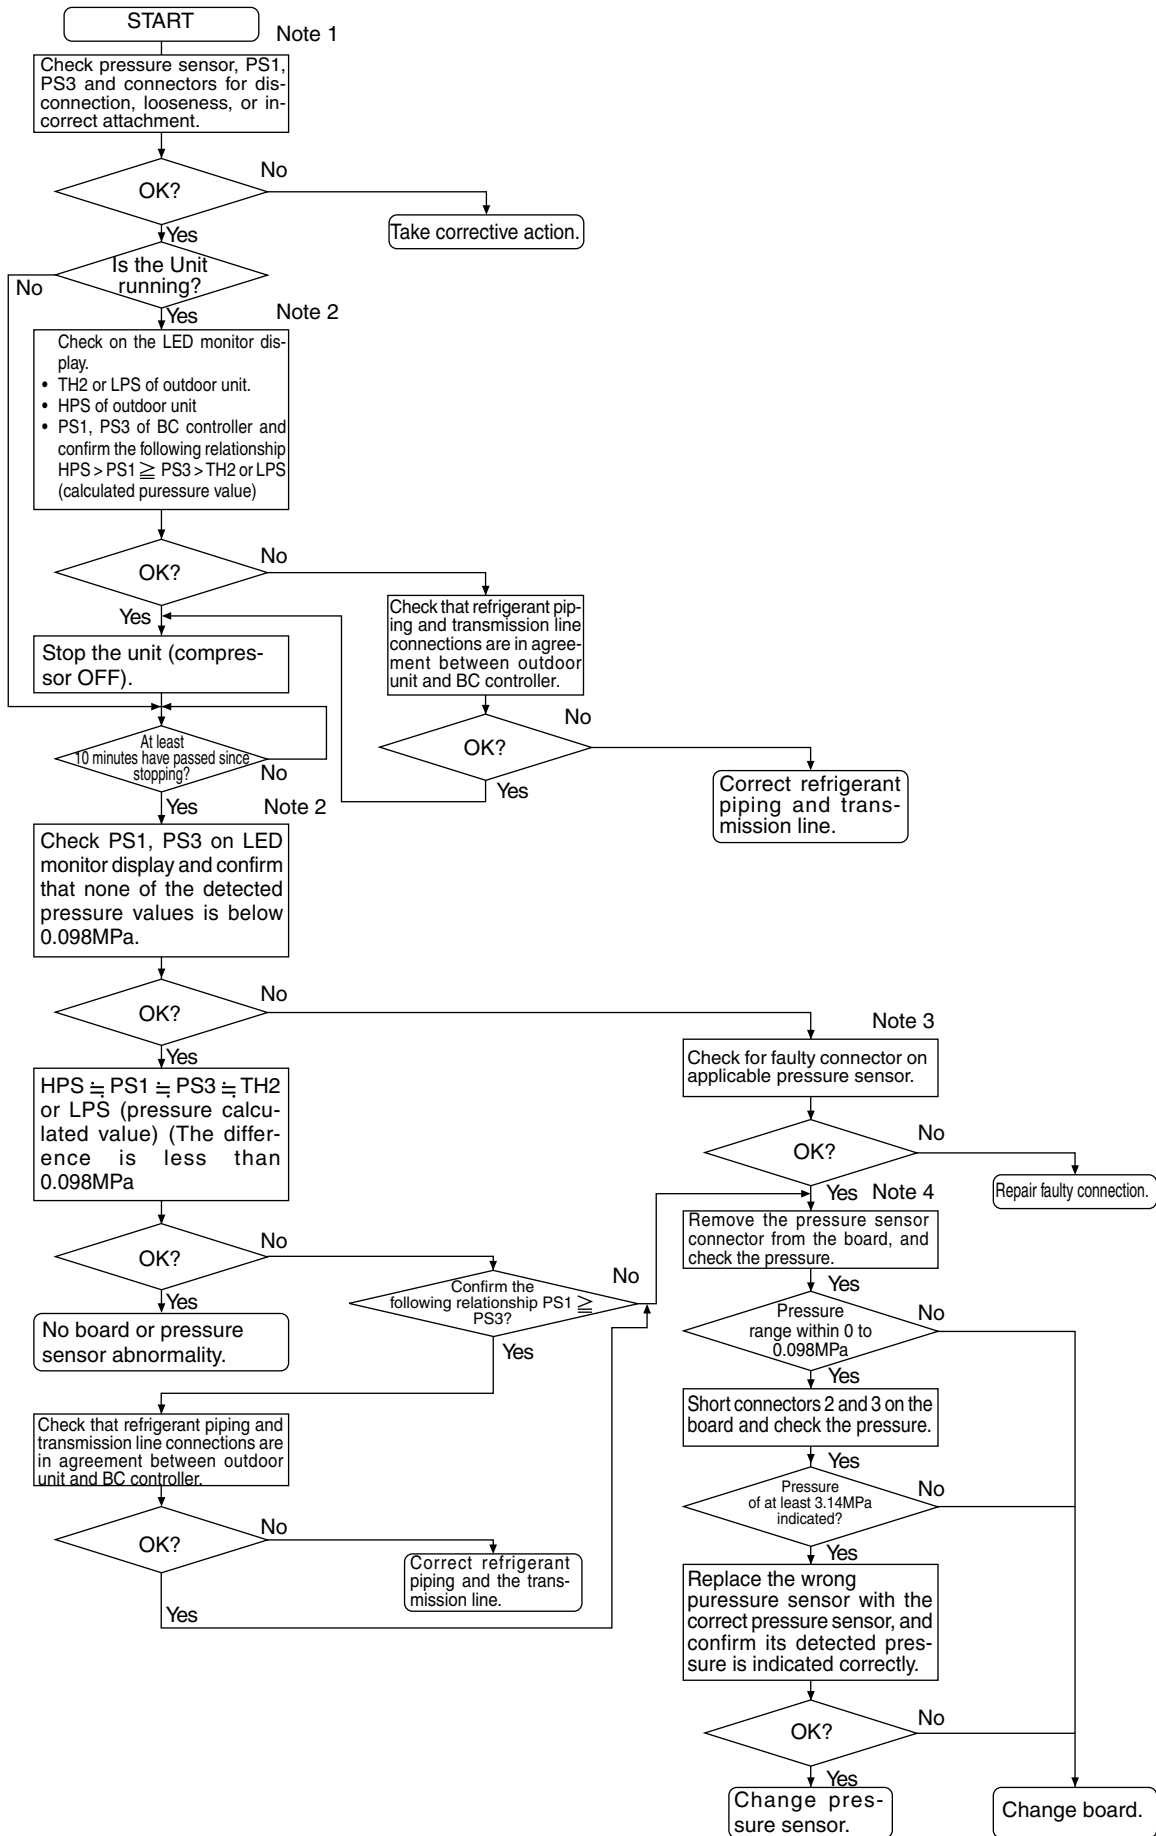 START
Note 1
Check pressure sensor, PS1,
PS3 and connectors for dis-
connection, looseness, or in-
correct attachment.
OK?
No
Take corrective action.
Yes
Is the Unit
running?
No
Yes
Note 2
Check on the LED monitor dis-
play.
• TH2 or LPS of outdoor unit.
• HPS of outdoor unit
• PS1, PS3 of BC controller and
confirm the following relationship
HPS > PS1 ≧ PS3 > TH2 or LPS
(calculated puressure value)
OK?
No
Yes
Check that refrigerant pip-
ing and transmission line
connections are in agree-
ment between outdoor
unit and BC controller.
Stop the unit (compres-
sor OFF).
OK?
No
Yes
Correct refrigerant
piping and trans-
mission line.
At least
10 minutes have passed since
stopping?
No
Yes
Note 2
Check PS1, PS3 on LED
monitor display and confirm
that none of the detected
pressure values is below
0.098MPa.
OK?
No
Yes
Note 3
Check for faulty connector on
applicable pressure sensor.
OK?
No
Repair faulty connection.
Yes
Note 4
HPS ≒ PS1 ≒ PS3 ≒ TH2
or LPS (pressure calcu-
lated value) (The differ-
ence is less than
0.098MPa
OK?
No
Yes
No board or pressure
sensor abnormality.
Confirm the
following relationship PS1 ≧
PS3?
No
Yes
Check that refrigerant piping and
transmission line connections are
in agreement between outdoor
unit and BC controller.
OK?
No
Correct refrigerant
piping and the trans-
mission line.
Yes
Remove the pressure sensor
connector from the board, and
check the pressure.
Yes
Pressure
range within 0 to
0.098MPa
No
Yes
Short connectors 2 and 3 on the
board and check the pressure.
Yes
Pressure
of at least 3.14MPa
indicated?
No
Yes
Replace the wrong
puressure sensor with the
correct pressure sensor, and
confirm its detected pres-
sure is indicated correctly.
OK?
No
Yes
Change pres-
sure sensor.
Change board.